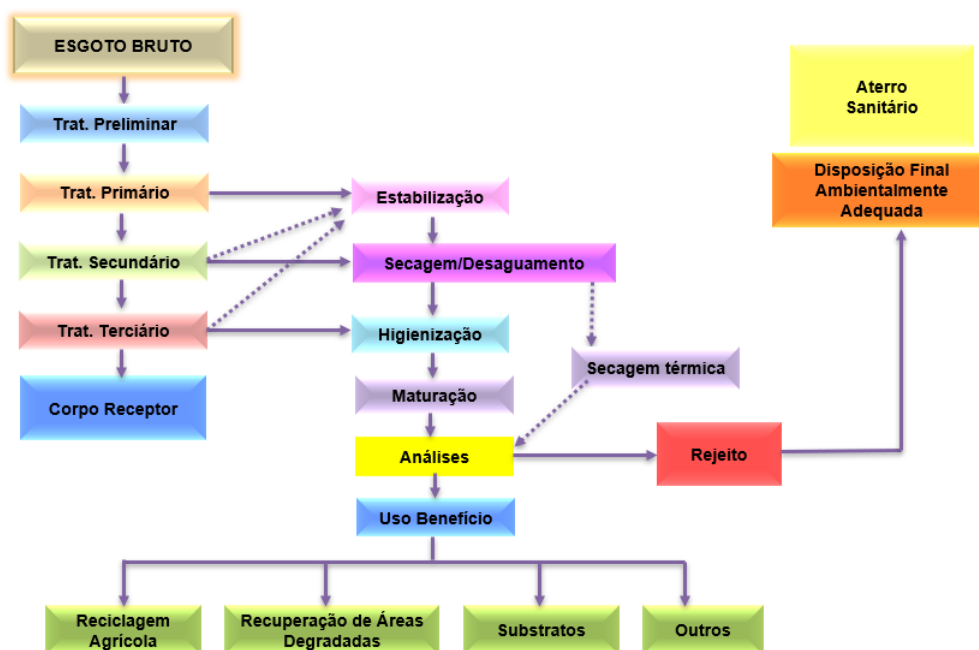 ESGOTO BRUTO
Trat. Preliminar
Trat. Primário
Trat. Secundário
Trat. Terciário
Corpo Receptor
Estabilização
Secagem/Desaguamento
Higienização
Secagem térmica
Maturação
Análises
Rejeito
Uso Benefício
Aterro
Sanitário
Disposição Final
Ambientalmente
Adequada
Reciclagem
Agrícola
Recuperação de Áreas
Degradadas
Substratos
Outros